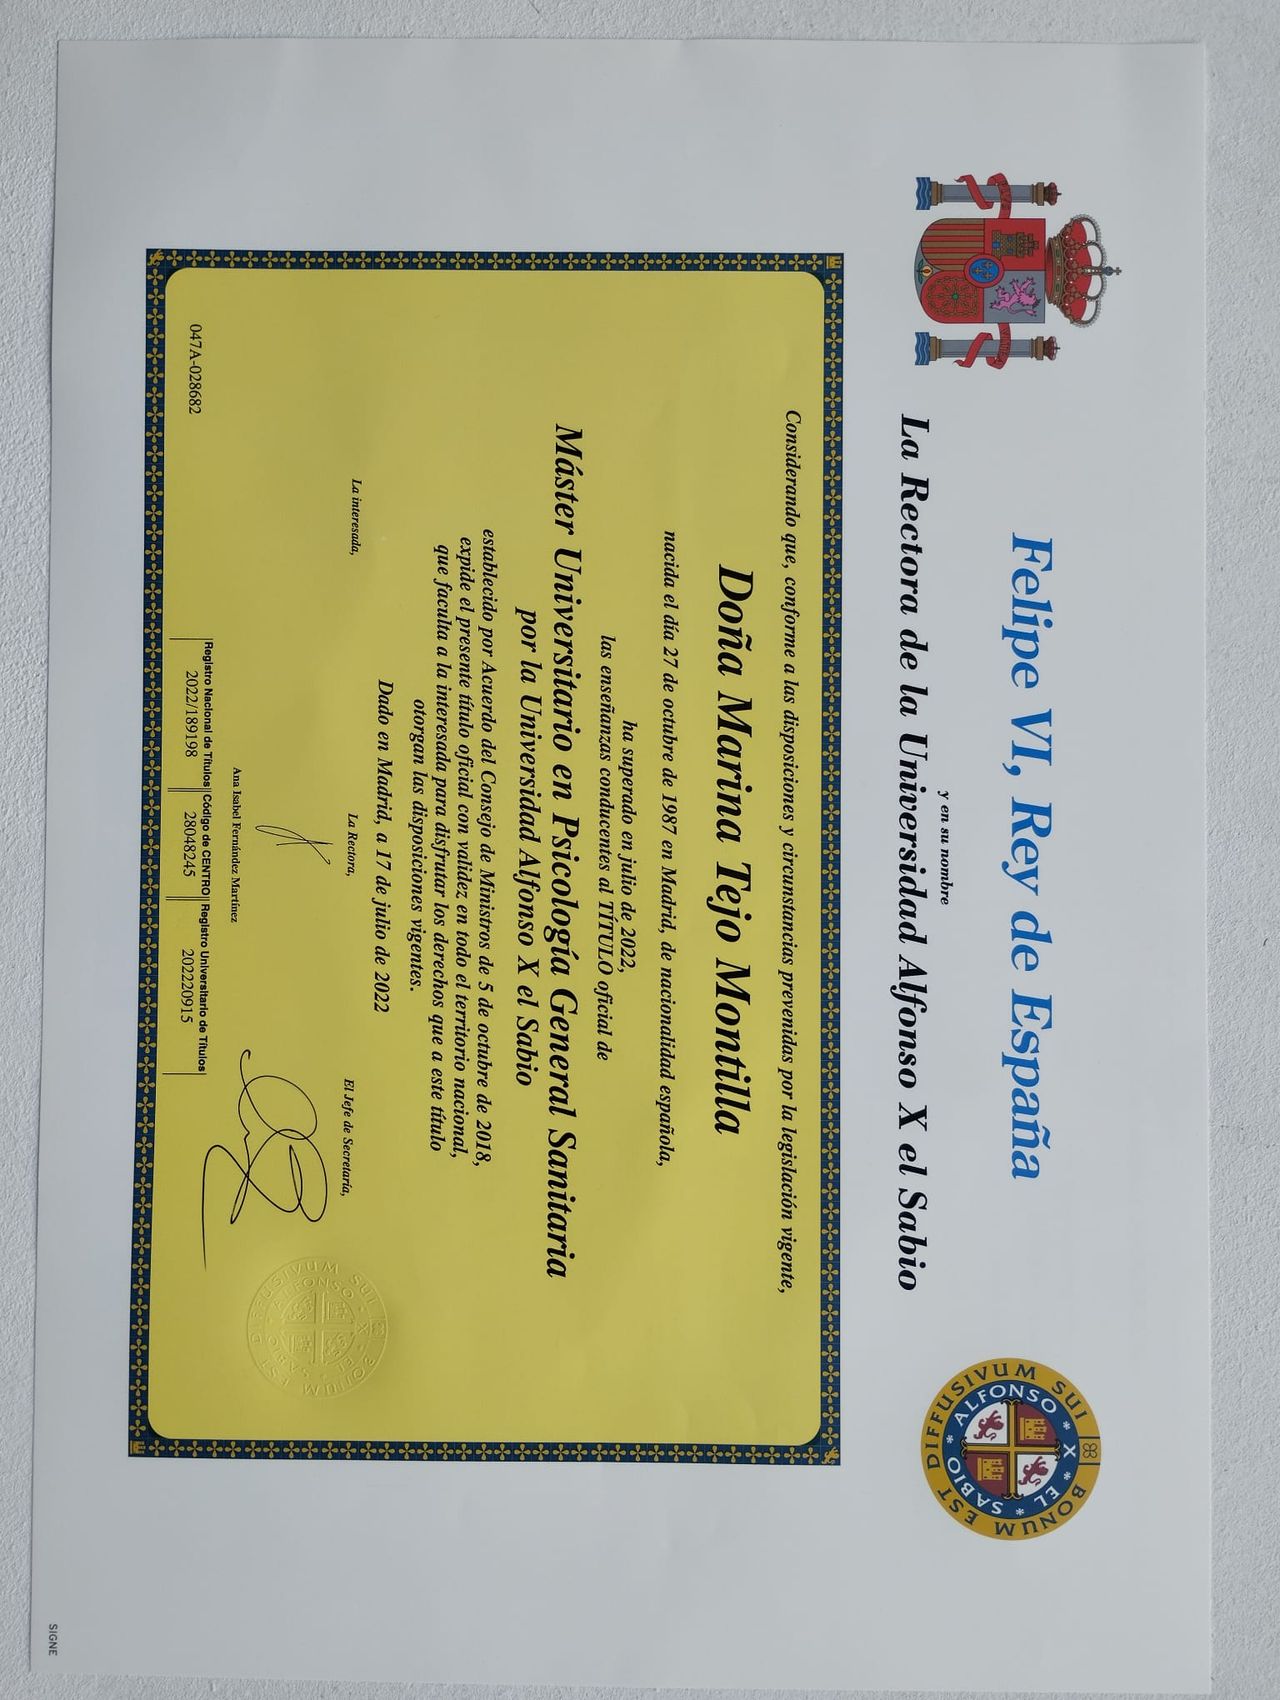 Felipe VI, Rey de España
y en su nombre
La Rectora de la Universidad Alfonso X el Sabio
BONUM EST DIFFUSIVUM SUI
ALFONSO * X * EL * SABIO *
Considerando que, conforme a las disposiciones y circunstancias prevenidas por la legislación vigente,
Doña Marina Tejo Montilla
nacida el día 27 de octubre de 1987 en Madrid, de nacionalidad española,
ha superado en julio de 2022,
las enseñanzas conducentes al TÍTULO oficial de
Máster Universitario en Psicología General Sanitaria
por la Universidad Alfonso X el Sabio
establecido por Acuerdo del Consejo de Ministros de 5 de octubre de 2018,
expide el presente título oficial con validez en todo el territorio nacional,
que faculta a la interesada para disfrutar los derechos que a este título
otorgan las disposiciones vigentes.
Dado en Madrid, a 17 de julio de 2022
La interesada,
La Rectora,
El Jefe de Secretaría,
Ana Isabel Fernández Martínez
047A-028682
Registro Nacional de Títulos Código de CENTRO Registro Universitario de Títulos
2022/189198 28048245 202220915
BONUM EST DIFFUSIVUM SUI
ALFONSO X EL SABIO
SIGNE